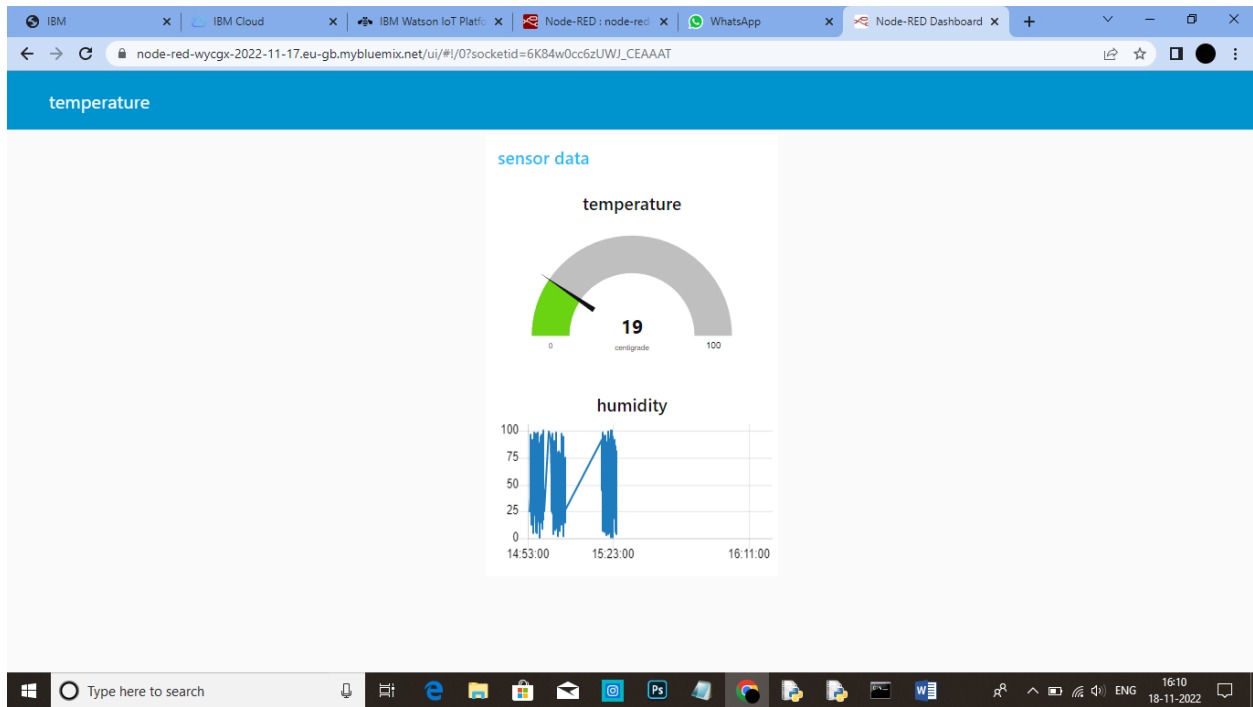 IBM
IBM Cloud
IBM Watson IoT Platfo
Node-RED : node-red
WhatsApp
Node-RED Dashboard
node-red-wycgx-2022-11-17.eu-gb.mybluemix.net/ui/#!/0?socketid=6K84w0cc6zUWJ_CEAAAT
temperature
sensor data
temperature
19
0 centigrade 100
humidity
100
75
50
25
0
14:53:00 15:23:00 16:11:00
Type here to search
Ps
W
ENG
16:10
18-11-2022